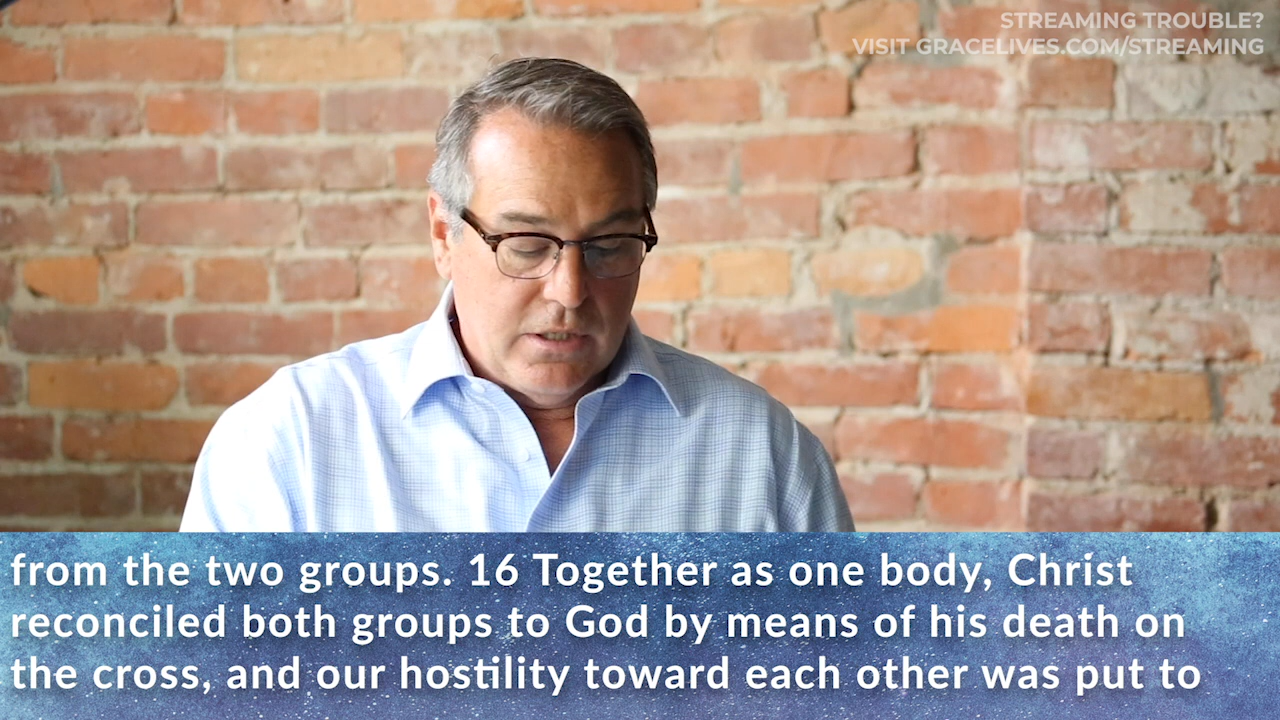 STREAMING TROUBLE?
VISIT GRACELIVES.COM/STREAMING
from the two groups. 16 Together as one body, Christ
reconciled both groups to God by means of his death on
the cross, and our hostility toward each other was put to